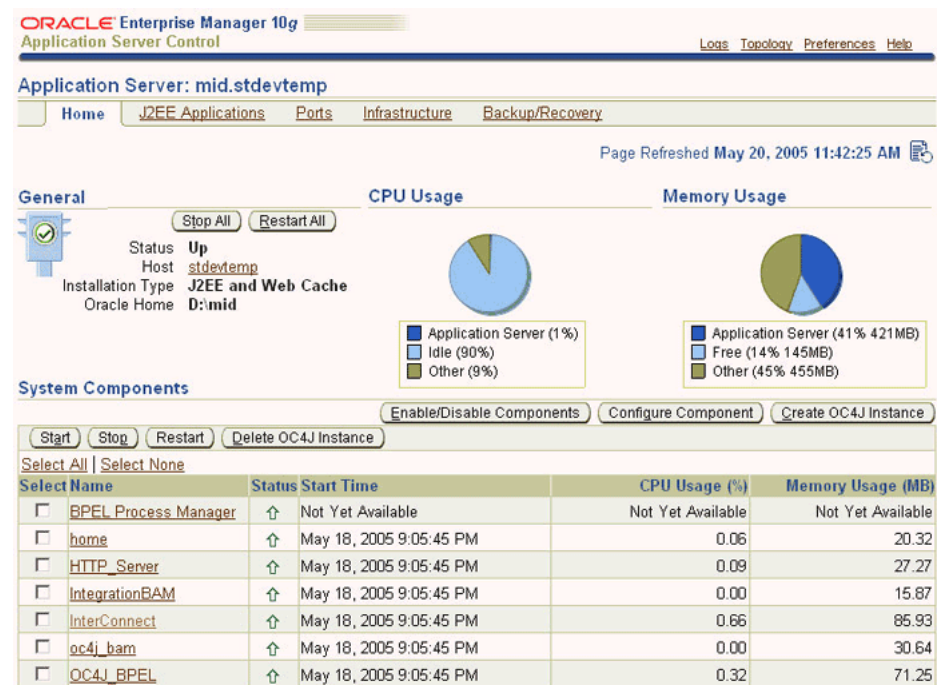 ORACLE Enterprise Manager 10g
Application Server Control
Logs Topology Preferences Help
Application Server: mid.stdevtemp
Home J2EE Applications Ports Infrastructure Backup/Recovery
Page Refreshed May 20, 2005 11:42:25 AM
General
Stop All Restart All
Status Up
Host stdevtemp
Installation Type J2EE and Web Cache
Oracle Home D:\mid
CPU Usage
Application Server (1%)
Idle (90%)
Other (9%)
Memory Usage
Application Server (41% 421MB)
Free (14% 145MB)
Other (45% 455MB)
System Components
Enable/Disable Components Configure Component Create OC4J Instance
Start Stop Restart Delete OC4J Instance
Select All | Select None
Select Name Status Start Time CPU Usage (%) Memory Usage (MB)
BPEL Process Manager Not Yet Available Not Yet Available Not Yet Available
home May 18, 2005 9:05:45 PM 0.06 20.32
HTTP_Server May 18, 2005 9:05:45 PM 0.09 27.27
IntegrationBAM May 18, 2005 9:05:45 PM 0.00 15.87
InterConnect May 18, 2005 9:05:45 PM 0.66 85.93
oc4j_bam May 18, 2005 9:05:45 PM 0.00 30.64
OC4J_BPEL May 18, 2005 9:05:45 PM 0.32 71.25